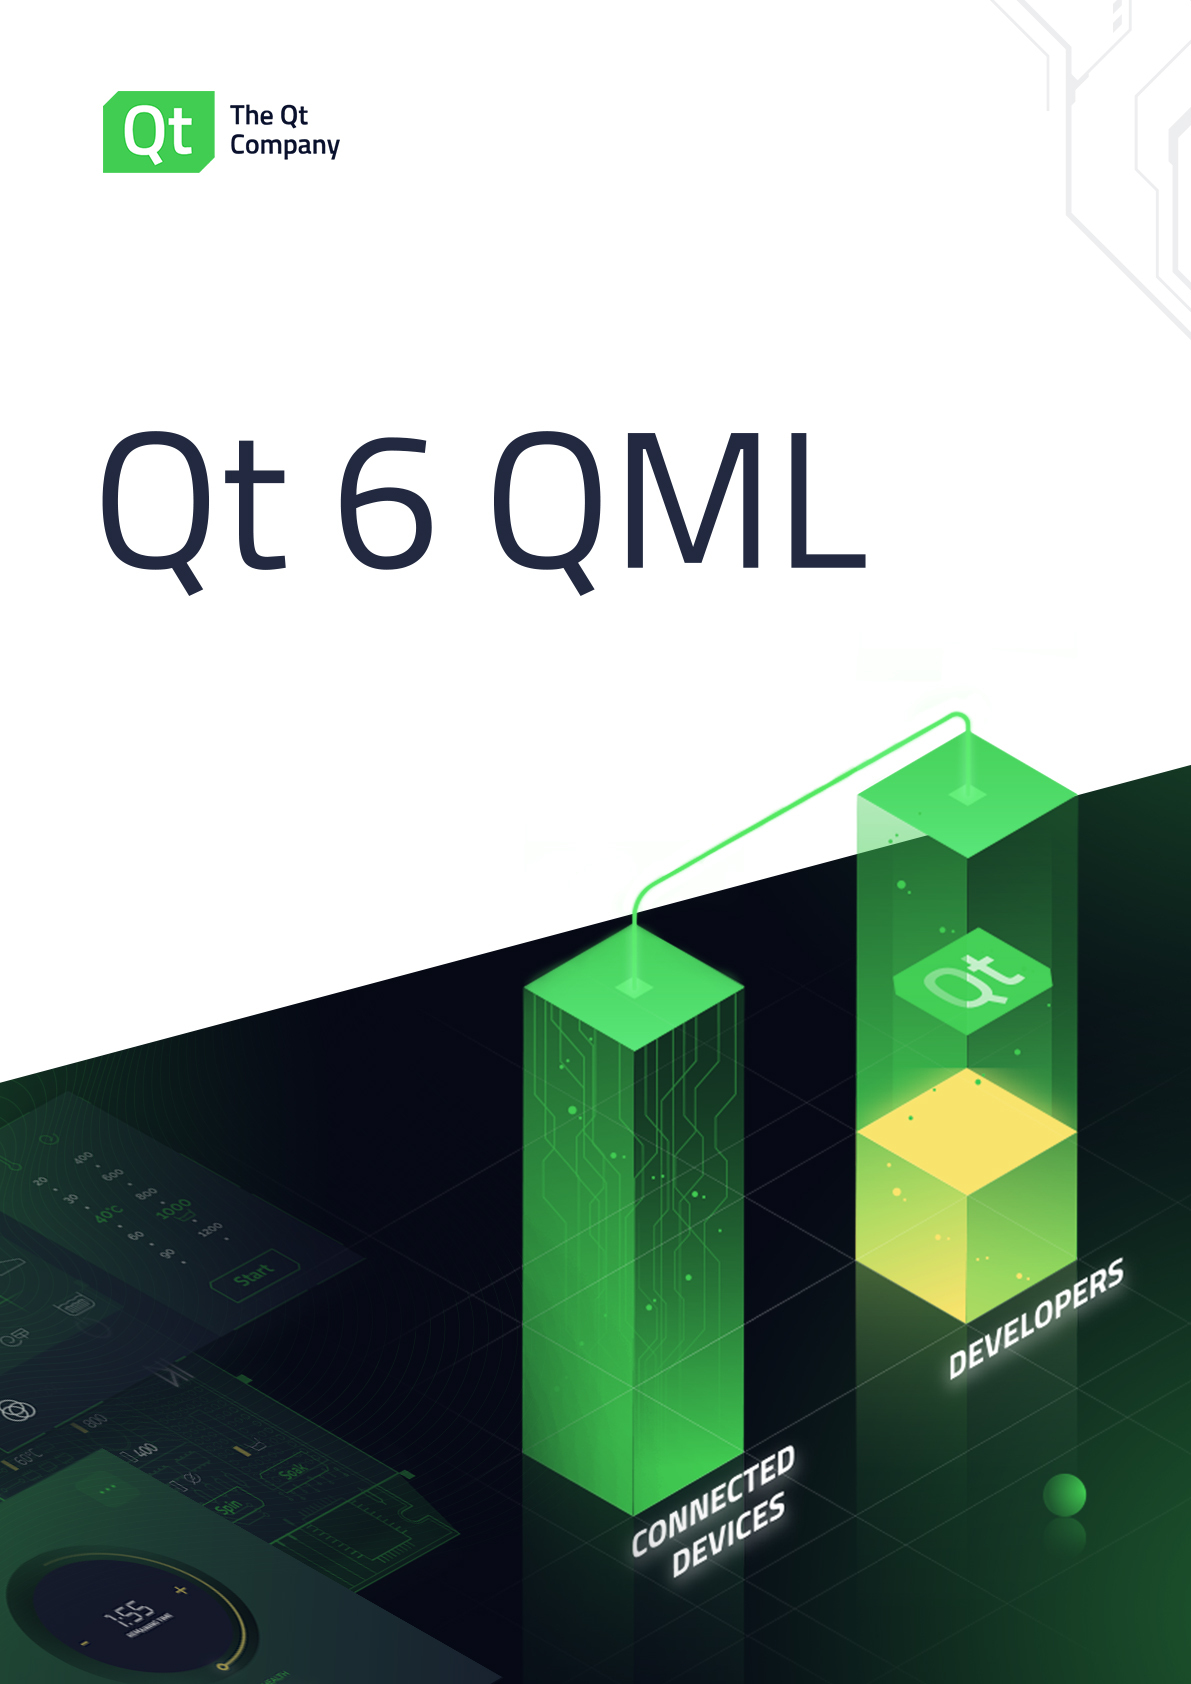 Qt
The Qt
Company
Qt 6 QML
Qt
DEVELOPERS
CONNECTED
DEVICES
400
600
800
1000
1200
20
30
40°C
60
90
Start
800
60°C
400
Soak
Spin
1:55
REMAINING TIME